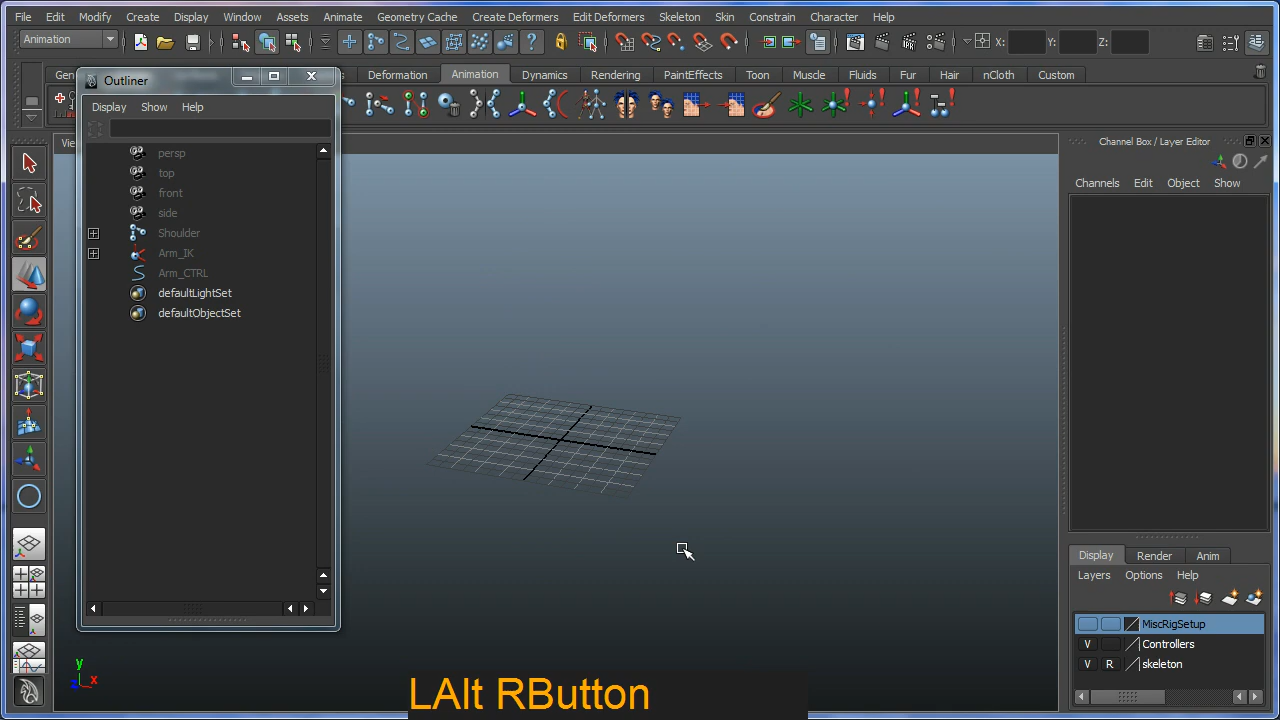 File Edit Modify Create Display Window Assets Animate Geometry Cache Create Deformers Edit Deformers Skeleton Skin Constrain Character Help
Animation X: Y: Z:
Outliner
Deformation Animation Dynamics Rendering PaintEffects Toon Muscle Fluids Fur Hair nCloth Custom
Display Show Help
persp
top
front
side
Shoulder
Arm_IK
Arm_CTRL
defaultLightSet
defaultObjectSet
y
z x
Channel Box / Layer Editor
Channels Edit Object Show
Display Render Anim
Layers Options Help
MiscRigSetup
V Controllers
V R skeleton
LAlt RButton